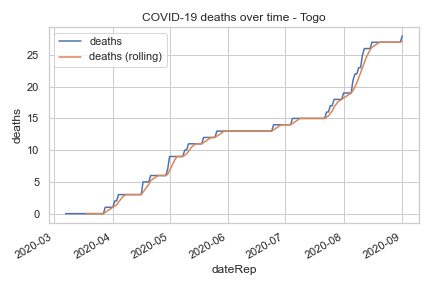 COVID-19 deaths over time - Togo
deaths
deaths (rolling)
deaths
25
20
15
10
5
0
2020-03
2020-04
2020-05
2020-06
2020-07
2020-08
2020-09
dateRep